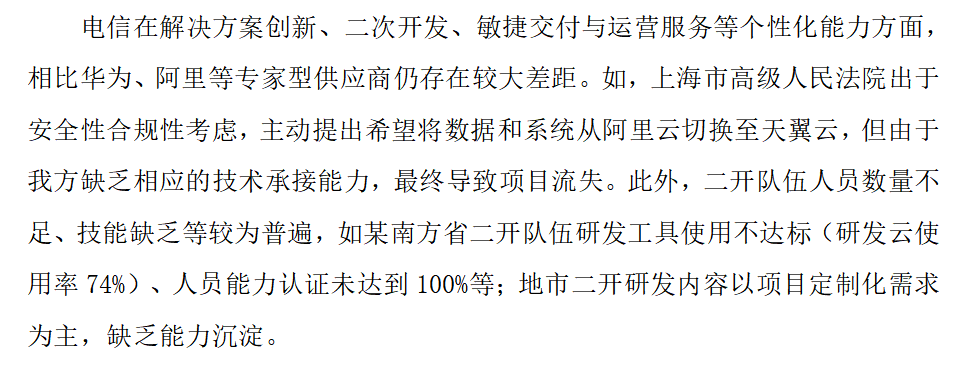 电信在解决方案创新、二次开发、敏捷交付与运营服务等个性化能力方面，
相比华为、阿里等专家型供应商仍存在较大差距。如，上海市高级人民法院出于
安全性合规性考虑，主动提出希望将数据和系统从阿里云切换至天翼云，但由于
我方缺乏相应的技术承接能力，最终导致项目流失。此外，二开队伍人员数量不
足、技能缺乏等较为普遍，如某南方省二开队伍研发工具使用不达标（研发云使
用率 74%）、人员能力认证未达到 100%等；地市二开研发内容以项目定制化需求
为主，缺乏能力沉淀。